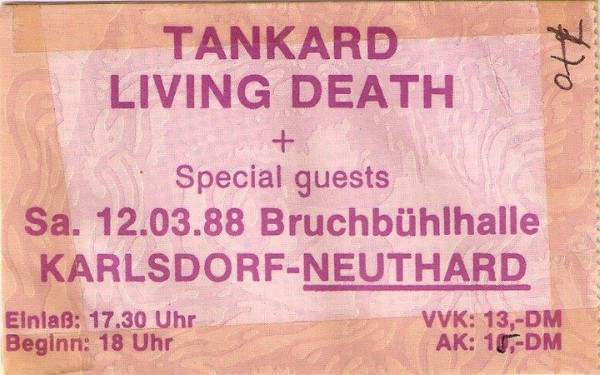 TANKARD
LIVING DEATH
+
Special guests
Sa. 12.03.88 Bruchbühlhalle
KARLSDORF-NEUTHARD
Einlaß: 17.30 Uhr
Beginn: 18 Uhr
VVK: 13,-DM
AK: 15,-DM